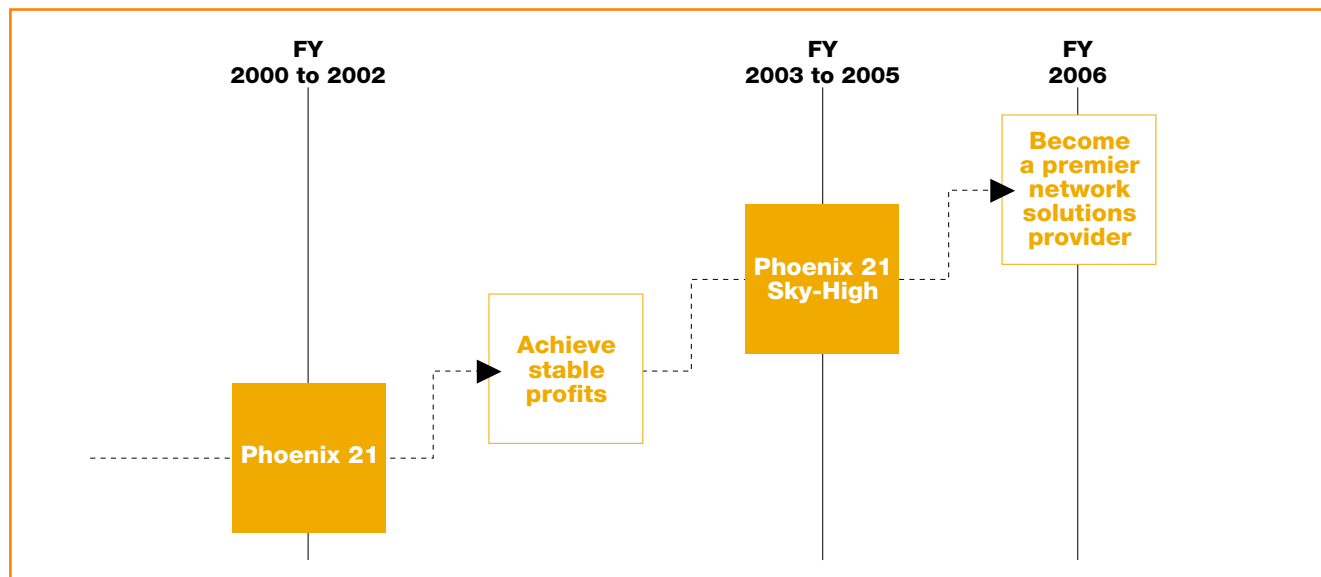 FY
2000 to 2002
FY
2003 to 2005
FY
2006
Become
a premier
network
solutions
provider
Phoenix 21
Sky-High
Achieve
stable
profits
Phoenix 21